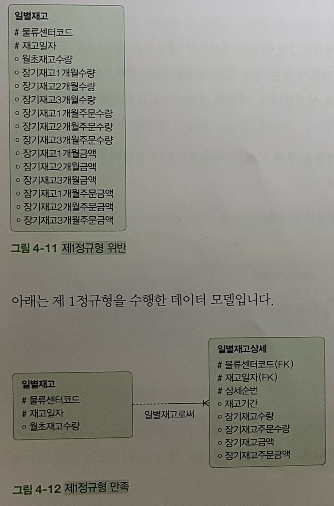 일별재고
# 물류센터코드
# 재고일자
○ 월초재고수량
○ 장기재고1개월수량
○ 장기재고2개월수량
○ 장기재고3개월수량
○ 장기재고1개월주문수량
○ 장기재고2개월주문수량
○ 장기재고3개월주문수량
○ 장기재고1개월금액
○ 장기재고2개월금액
○ 장기재고3개월금액
○ 장기재고1개월주문금액
○ 장기재고2개월주문금액
○ 장기재고3개월주문금액
그림 4-11 제1정규형 위반
아래는 제 1정규형을 수행한 데이터 모델입니다.
일별재고
# 물류센터코드
# 재고일자
○ 월초재고수량
일별재고로써
일별재고상세
# 물류센터코드(FK)
# 재고일자(FK)
# 상세순번
○ 재고기간
○ 장기재고수량
○ 장기재고주문수량
○ 장기재고금액
○ 장기재고주문금액
그림 4-12 제1정규형 만족